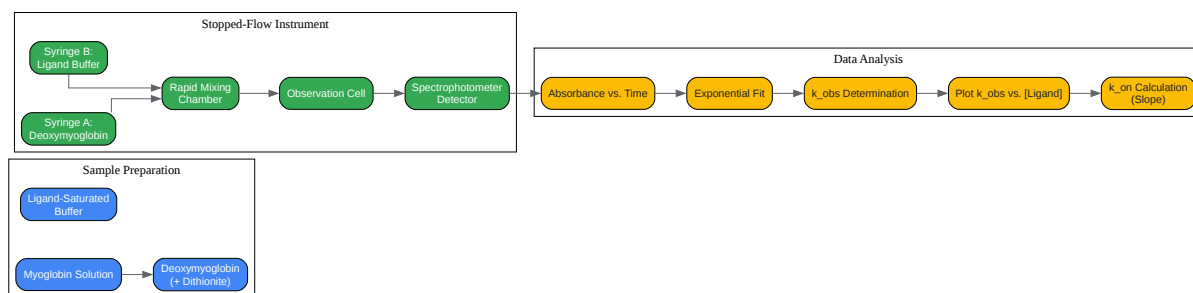 Stopped-Flow Instrument
Syringe B:
Ligand Buffer
Syringe A:
Deoxymyoglobin
Rapid Mixing
Chamber
Observation Cell
Spectrophotometer
Detector
Data Analysis
Absorbance vs. Time
Exponential Fit
k_obs Determination
Plot k_obs vs. [Ligand]
k_on Calculation
(Slope)
Sample Preparation
Ligand-Saturated
Buffer
Myoglobin Solution
Deoxymyoglobin
(+ Dithionite)